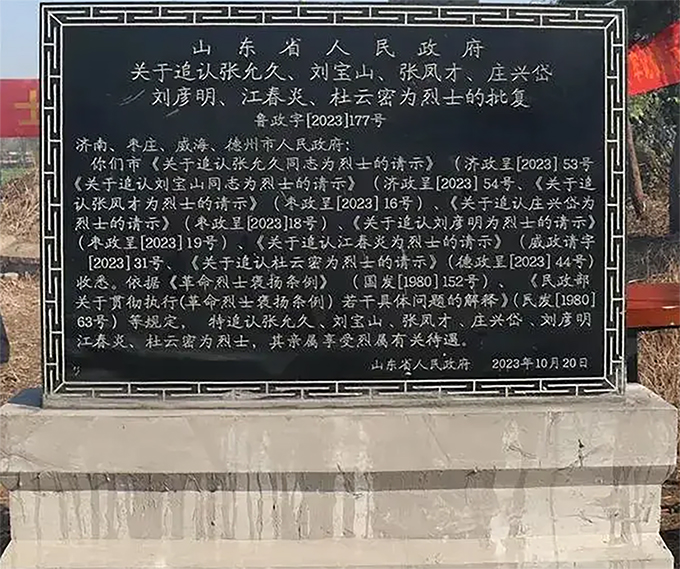 山东省人民政府
关于追认张允久、刘宝山、张凤才、庄兴岱
刘彦明、江春炎、杜云密为烈士的批复
鲁政字[2023]177号
济南、枣庄、威海、德州市人民政府:
你们市《关于追认张允久同志为烈士的请示》（济政呈[2023] 53号
《关于追认刘宝山同志为烈士的请示》（济政呈[2023] 54号、《关于追
认张凤才为烈士的请示》（枣政呈[2023] 16号）、《关于追认庄兴岱为
烈士的请示》（枣政呈[2023]18号）、《关于追认刘彦明为烈士的请示》
（枣政呈[2023]19号）、《关于追认江春炎为烈士的请示》（威政请字
[2023]31号、《关于追认杜云密为烈士的请示》（德政呈[2023] 44号）
收悉。依据《革命烈士褒扬条例》（国发[1980]152号）、《民政部
关于贯彻执行(革命烈士褒扬条例）若干具体问题的解释》（民发[1980]
63号）等规定，特追认张允久、刘宝山、张凤才、庄兴岱、刘彦明
江春炎、杜云密为烈士，其亲属享受烈属有关待遇。
山东省人民政府 2023年10月20日